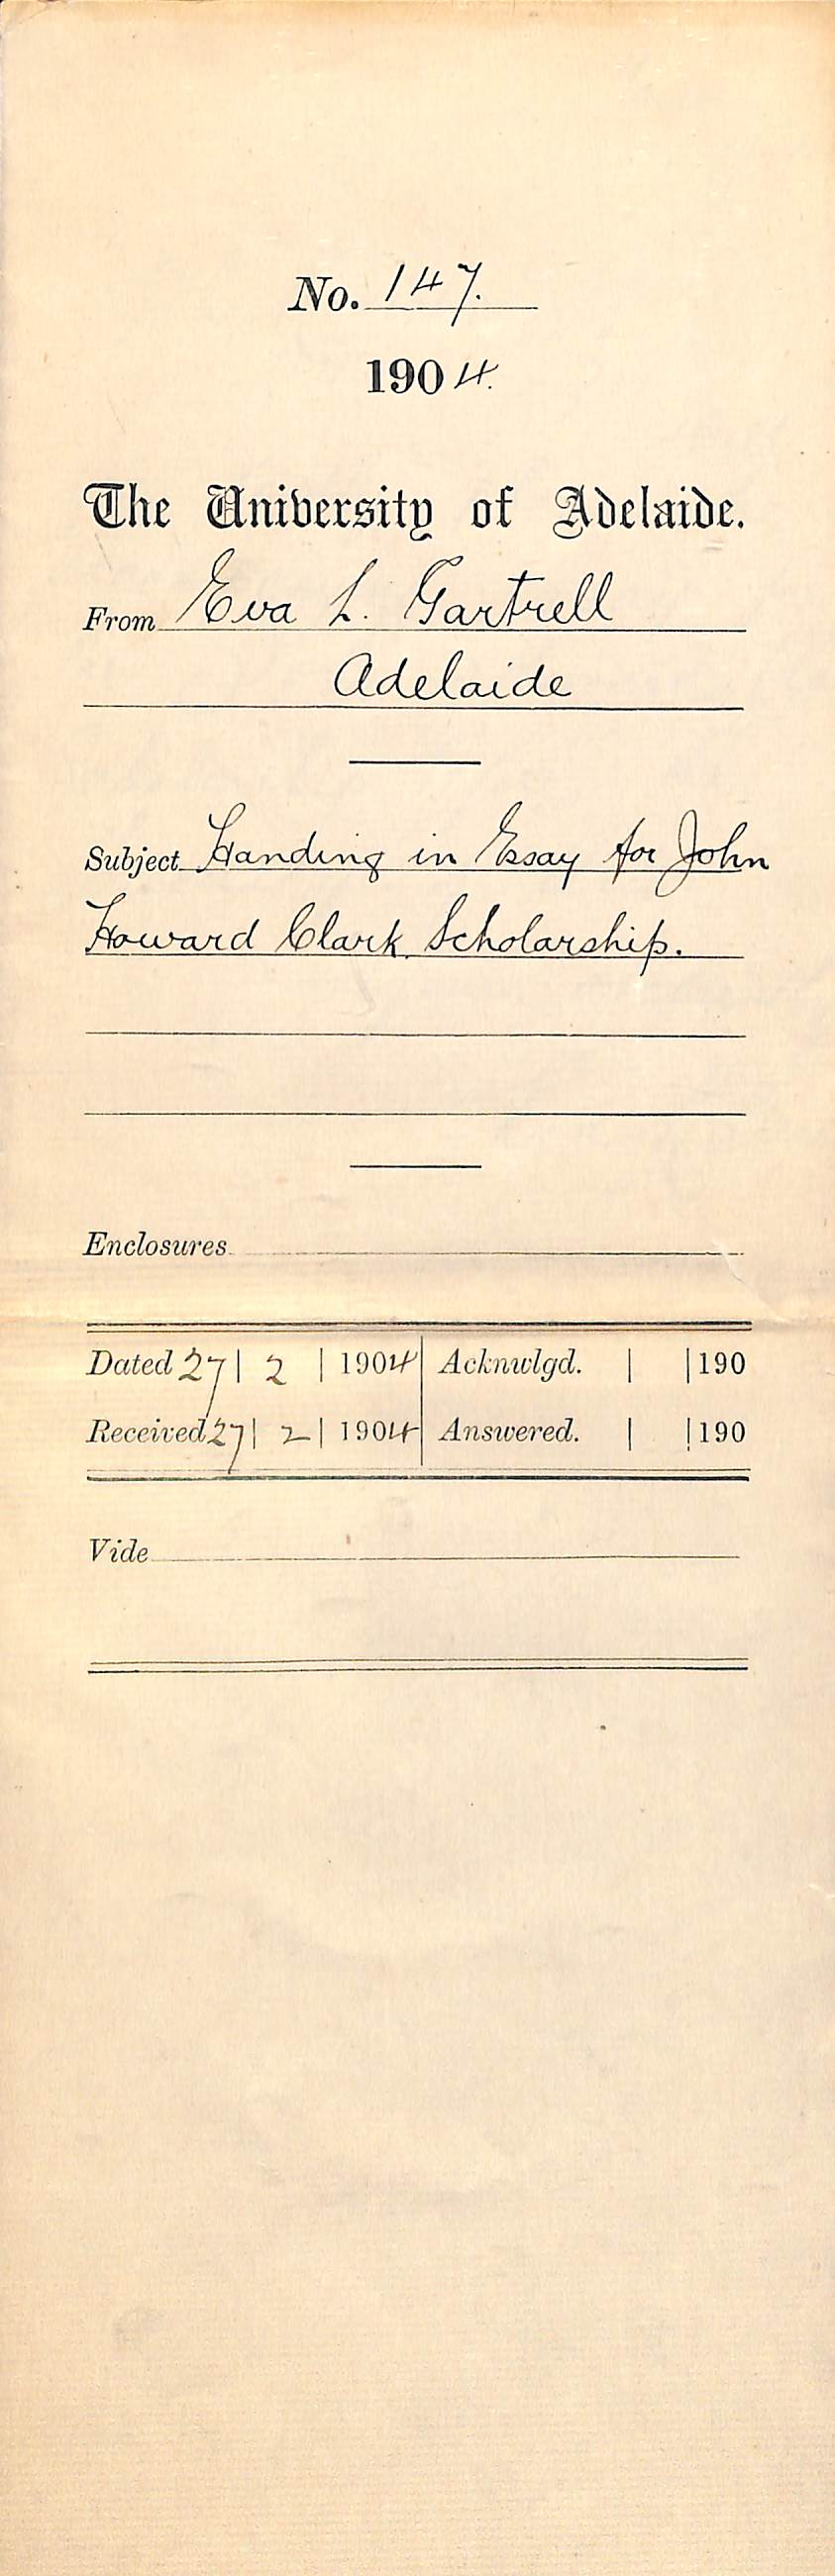 No. 147.
1904.
The University of Adelaide.
From Eva L. Gartrell
Adelaide
Subject Handing in Essay for John
Howard Clark Scholarship.
Enclosures
Dated 27 | 2 | 1904 | Acknwlgd. | | 190
Received 27 | 2 | 1904 | Answered. | | 190
Vide